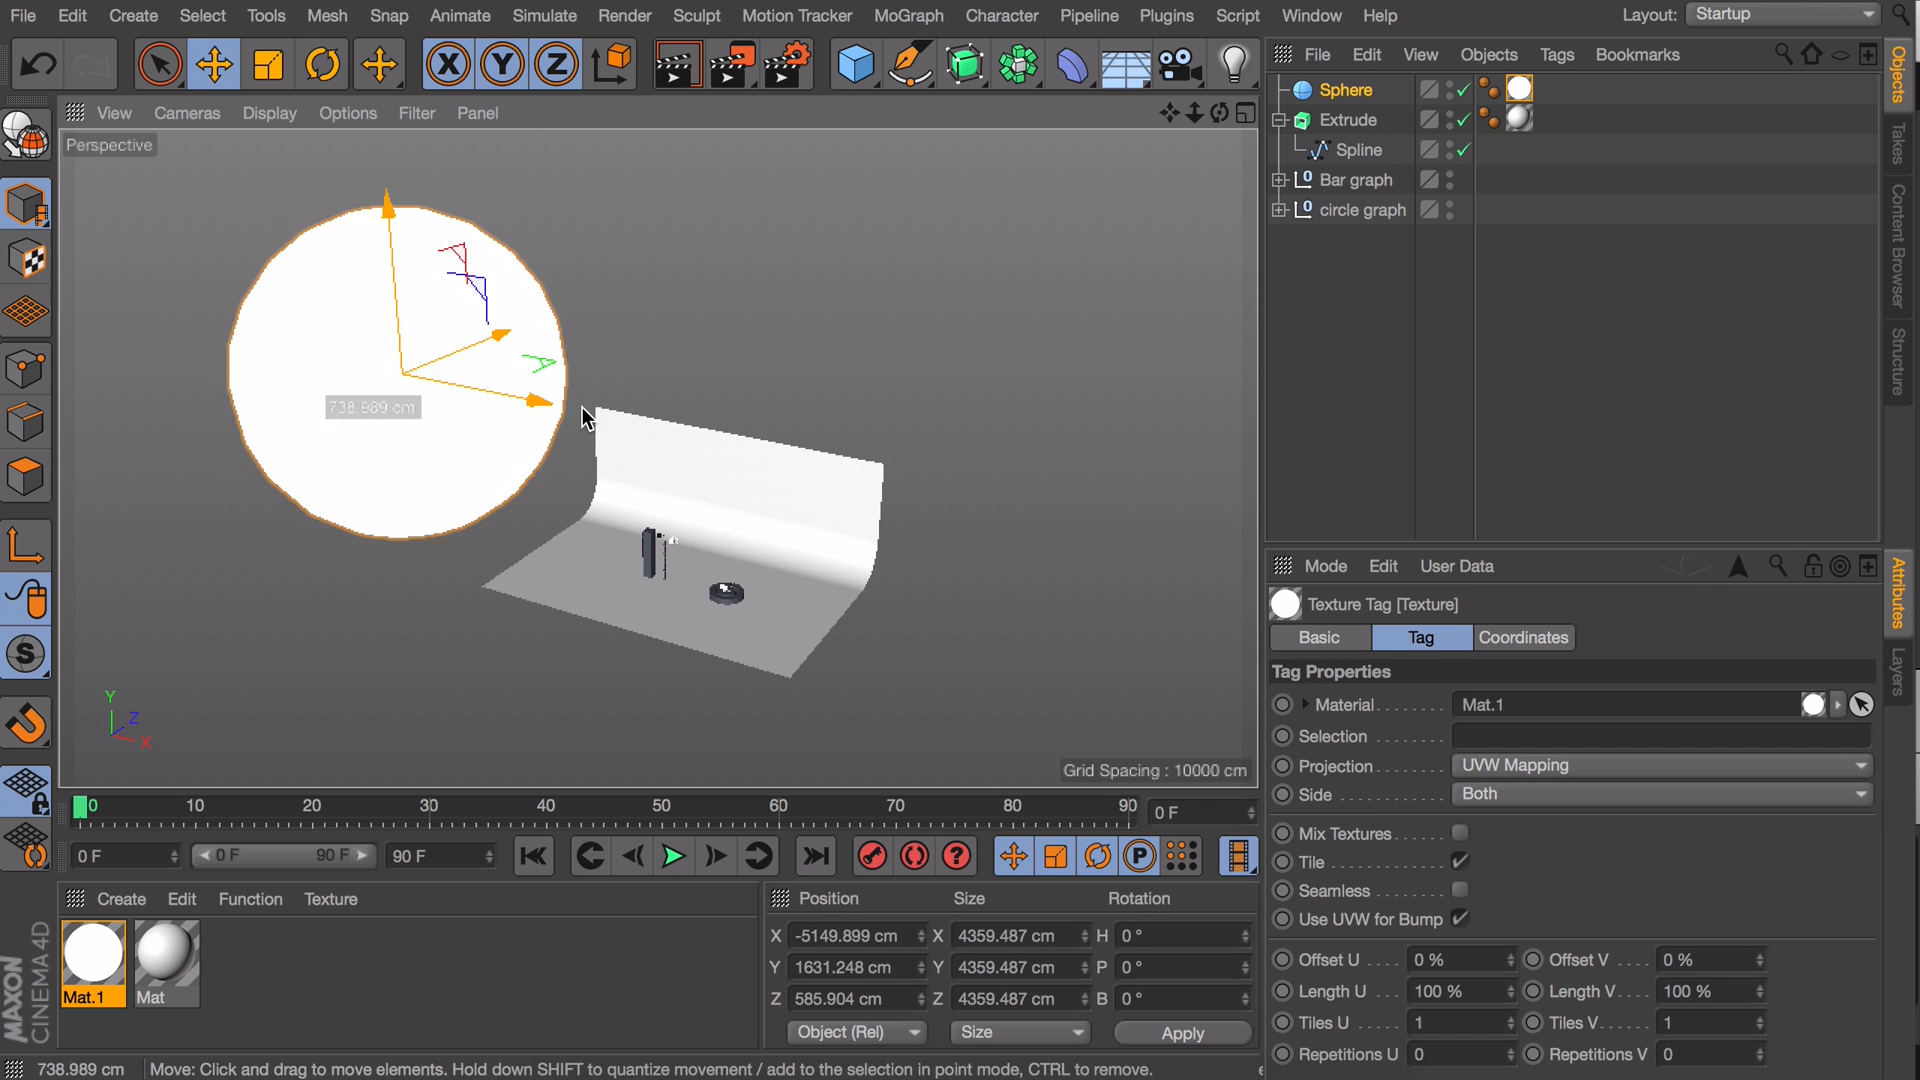 File Edit Create Select Tools Mesh Snap Animate Simulate Render Sculpt Motion Tracker MoGraph Character Pipeline Plugins Script Window Help Layout: Startup
File Edit View Objects Tags Bookmarks
View Cameras Display Options Filter Panel
Perspective
Sphere
Extrude
Spline
Bar graph
circle graph
Objects
Takes
Content Browser
Structure
738.989 cm
Grid Spacing : 10000 cm
Y
Z
X
0 10 20 30 40 50 60 70 80 90 0 F
0 F 0 F 90 F 90 F
Create Edit Function Texture
Mat.1 Mat
MAXON CINEMA 4D
Position Size Rotation
X -5149.899 cm X 4359.487 cm H 0 °
Y 1631.248 cm Y 4359.487 cm P 0 °
Z 585.904 cm Z 4359.487 cm B 0 °
Object (Rel) Size Apply
738.989 cm Move: Click and drag to move elements. Hold down SHIFT to quantize movement / add to the selection in point mode, CTRL to remove.
Mode Edit User Data
Texture Tag [Texture]
Basic Tag Coordinates
Tag Properties
Material Mat.1
Selection
Projection UVW Mapping
Side Both
Mix Textures
Tile
Seamless
Use UVW for Bump
Offset U 0 % Offset V 0 %
Length U 100 % Length V 100 %
Tiles U 1 Tiles V 1
Repetitions U 0 Repetitions V 0
Attributes
Layers